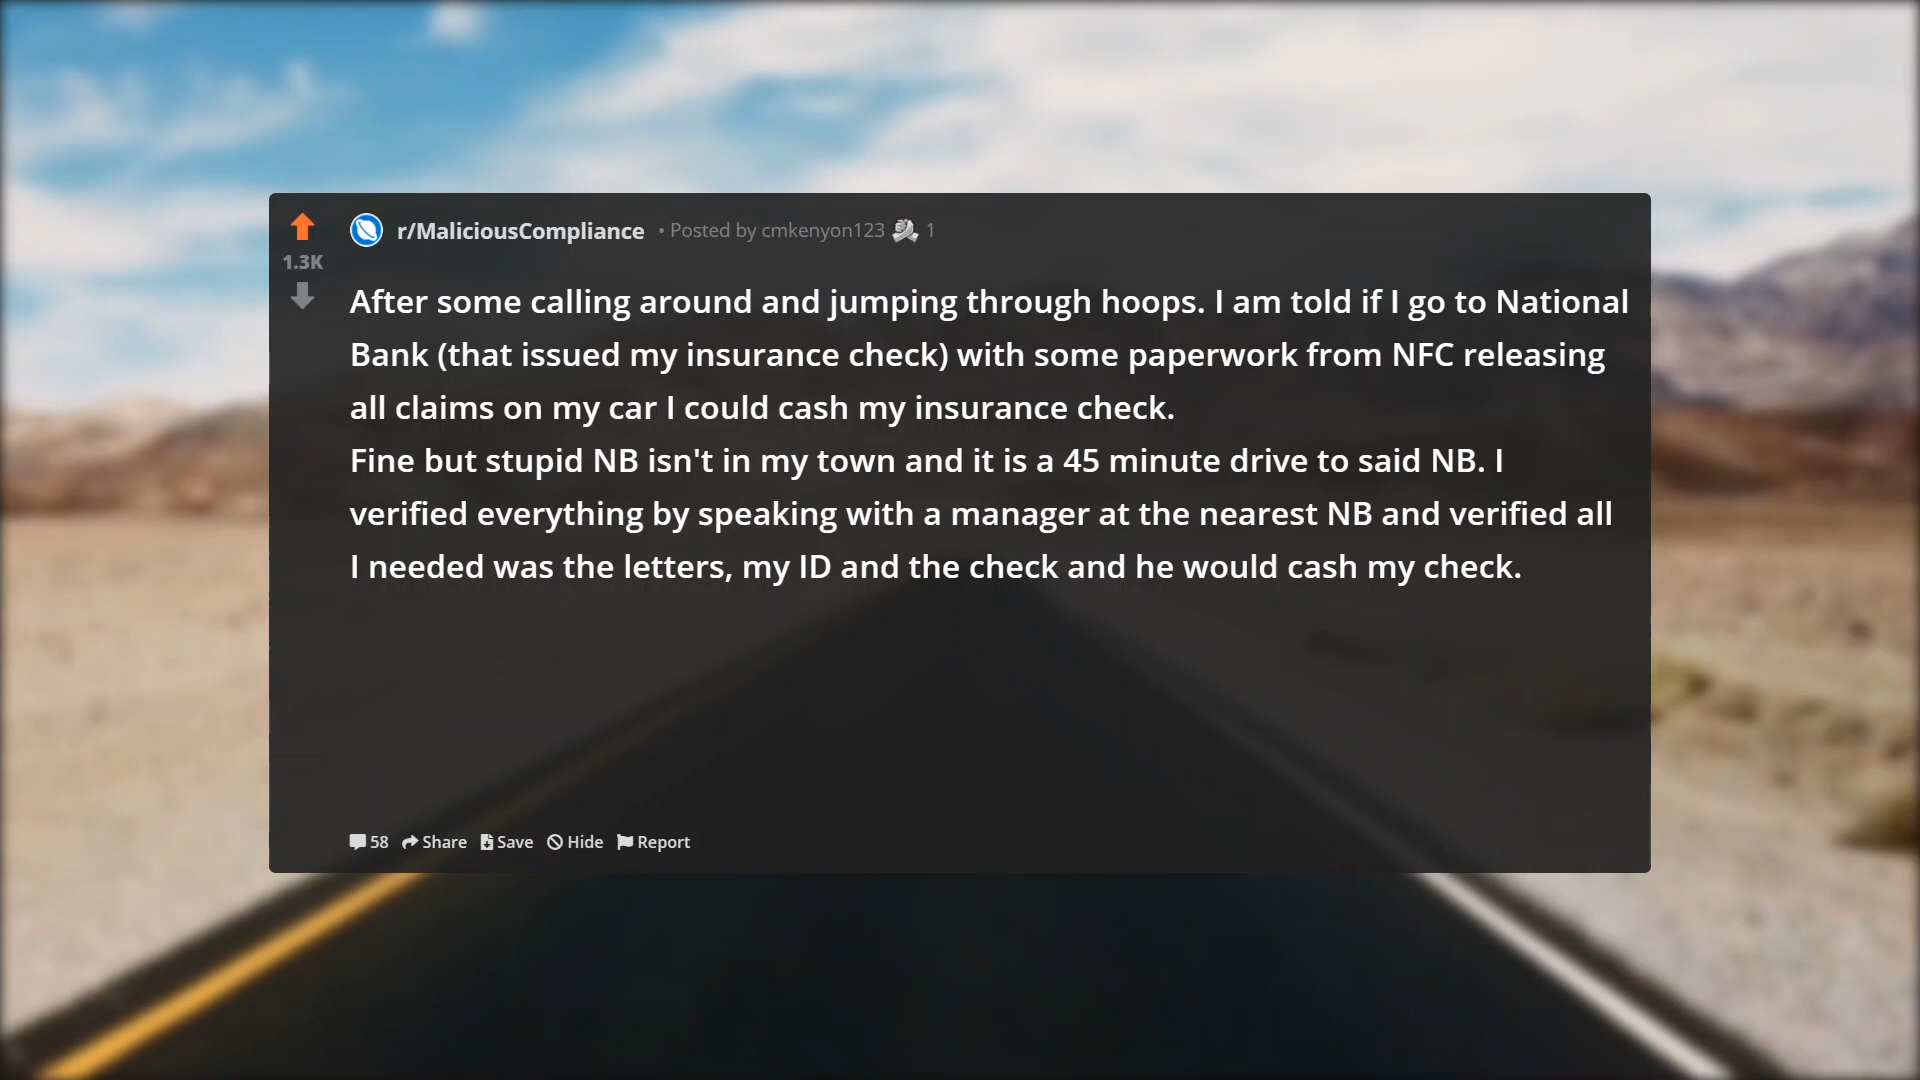 r/MaliciousCompliance • Posted by cmkenyon123 1
1.3K
After some calling around and jumping through hoops. I am told if I go to National
Bank (that issued my insurance check) with some paperwork from NFC releasing
all claims on my car I could cash my insurance check.
Fine but stupid NB isn't in my town and it is a 45 minute drive to said NB. I
verified everything by speaking with a manager at the nearest NB and verified all
I needed was the letters, my ID and the check and he would cash my check.
58 Share Save Hide Report